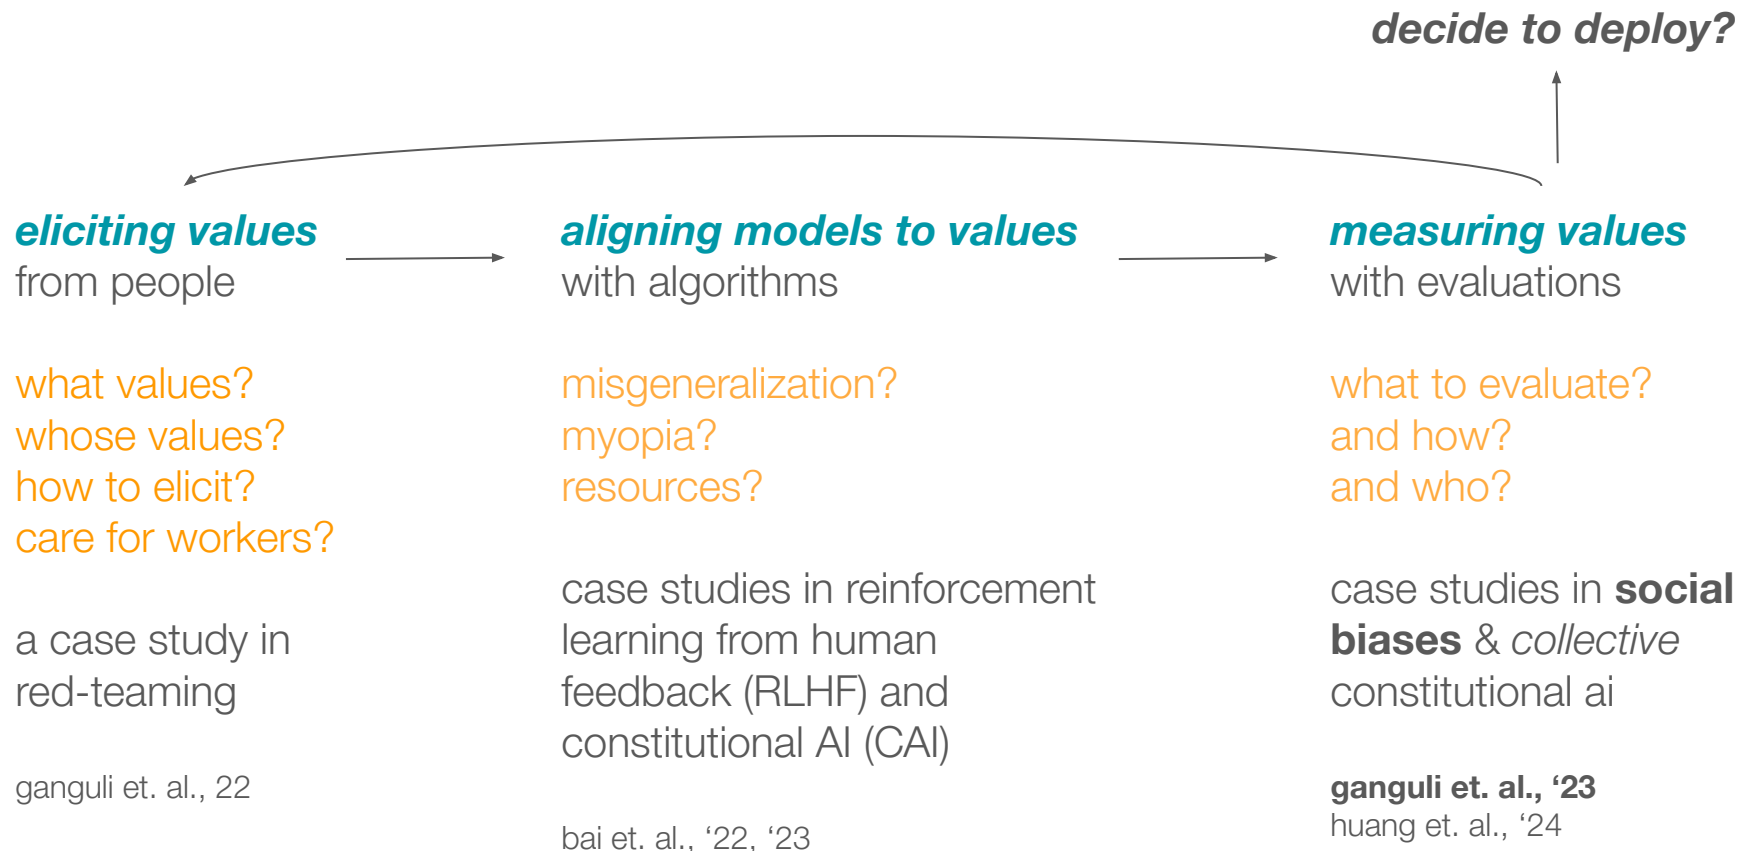 decide to deploy?
eliciting values
from people
what values?
whose values?
how to elicit?
care for workers?
a case study in
red-teaming
ganguli et. al., 22
aligning models to values
with algorithms
misgeneralization?
myopia?
resources?
case studies in reinforcement
learning from human
feedback (RLHF) and
constitutional AI (CAI)
bai et. al., ‘22, ‘23
measuring values
with evaluations
what to evaluate?
and how?
and who?
case studies in social
biases & collective
constitutional ai
ganguli et. al., ‘23
huang et. al., ‘24